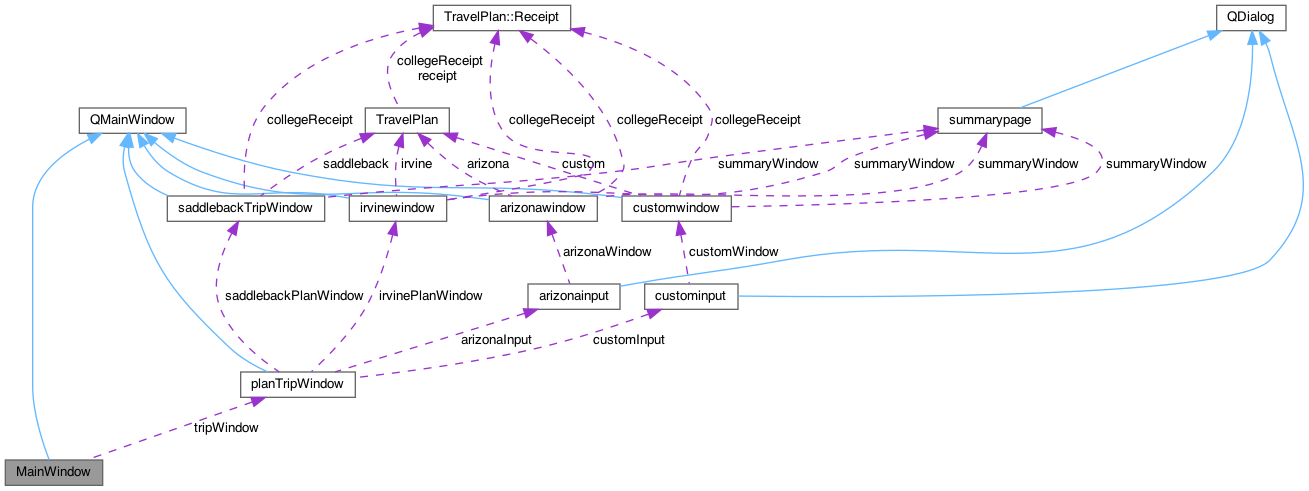 TravelPlan::Receipt
QDialog
collegeReceipt
receipt
QMainWindow
collegeReceipt
TravelPlan
collegeReceipt
collegeReceipt
collegeReceipt
summarypage
saddleback
irvine
arizona
custom
summaryWindow
summaryWindow
summaryWindow
summaryWindow
saddlebackTripWindow
irvinewindow
arizonawindow
customwindow
arizonaWindow
customWindow
saddlebackPlanWindow
irvinePlanWindow
arizonainput
custominput
arizonaInput
customInput
planTripWindow
tripWindow
MainWindow